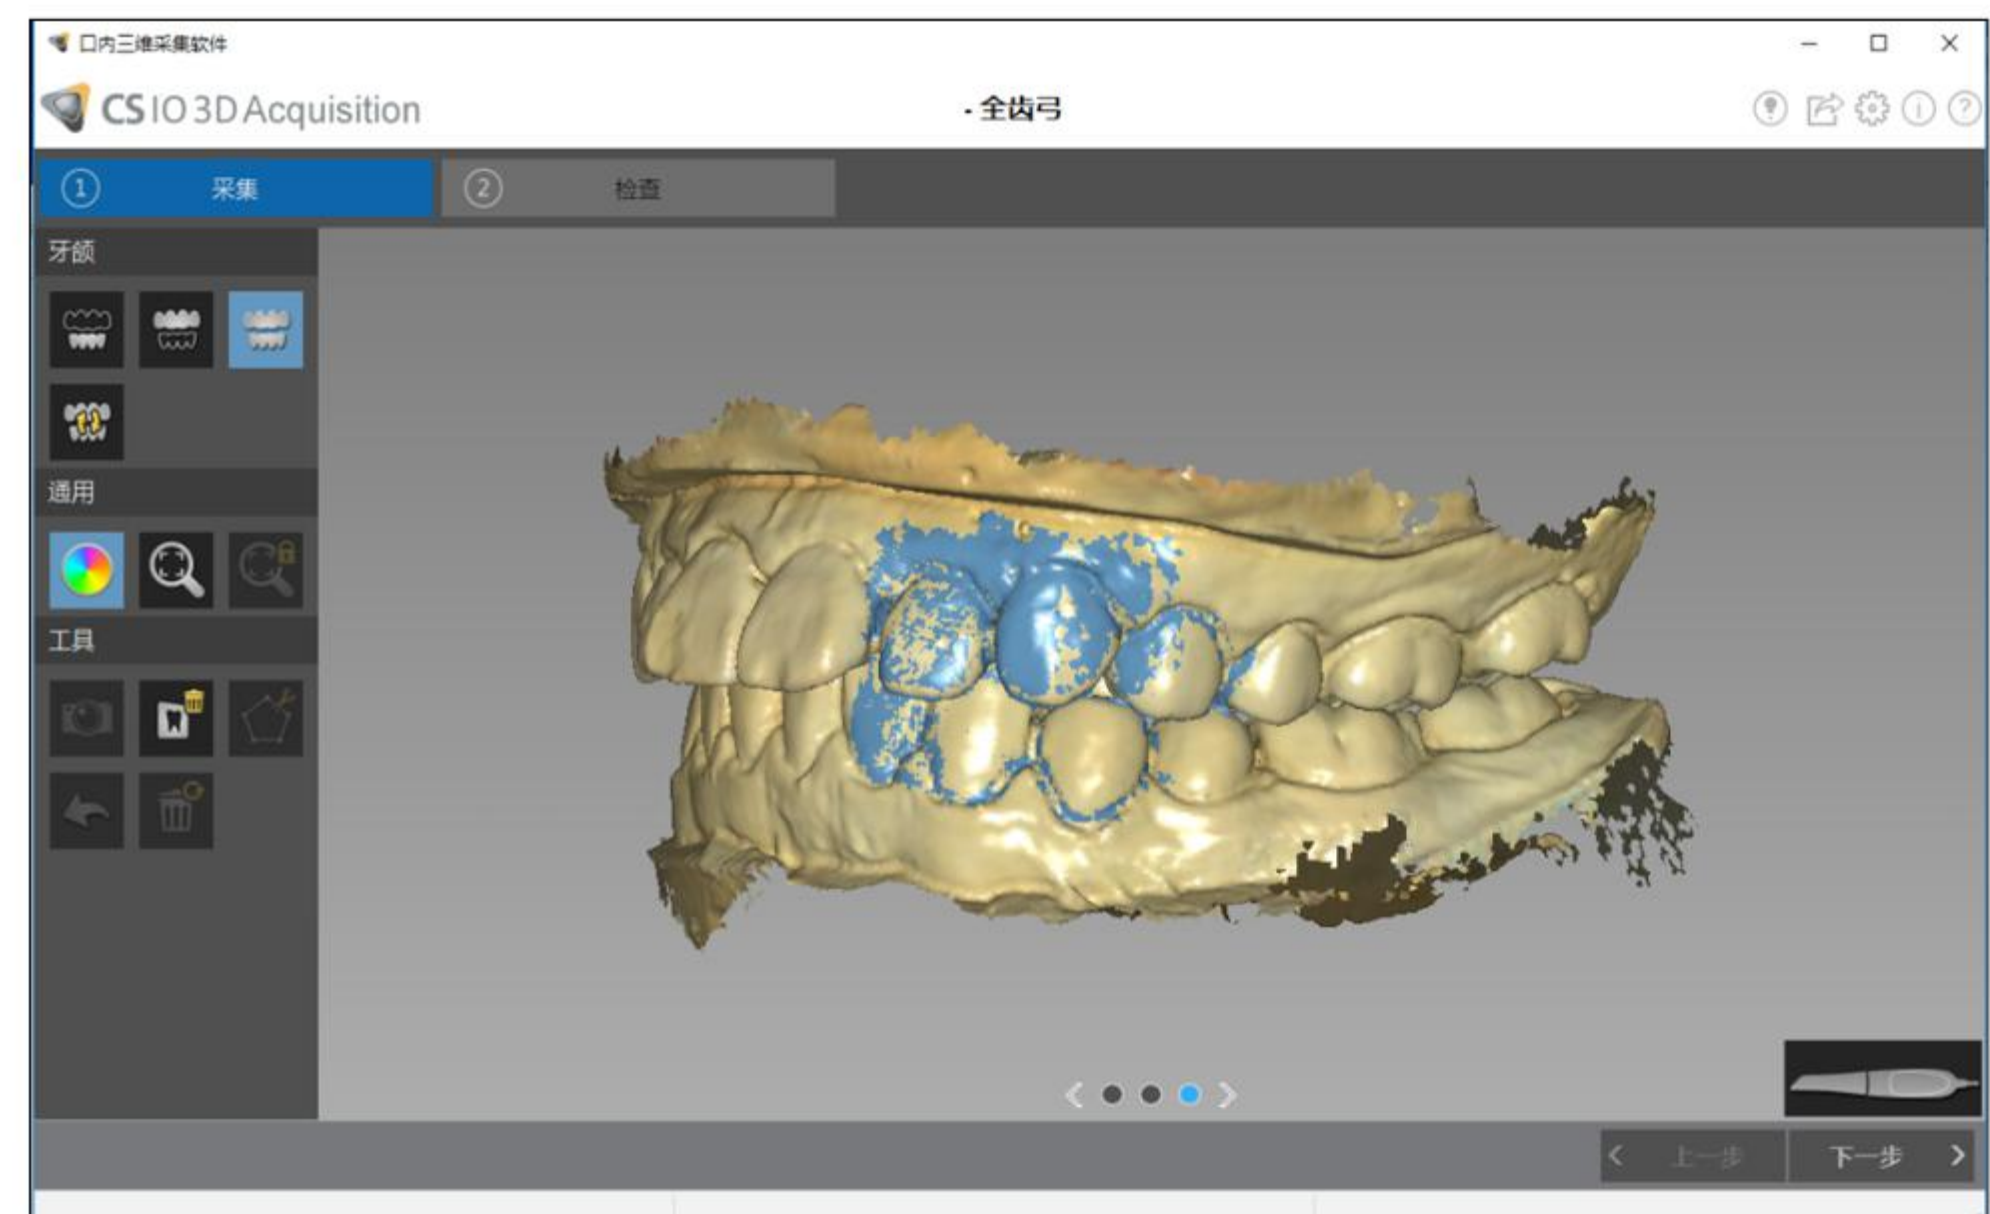 口内三维采集软件
CS IO 3D Acquisition
- 全齿弓
1 采集
2 检查
牙颌
通用
工具
上一步
下一步